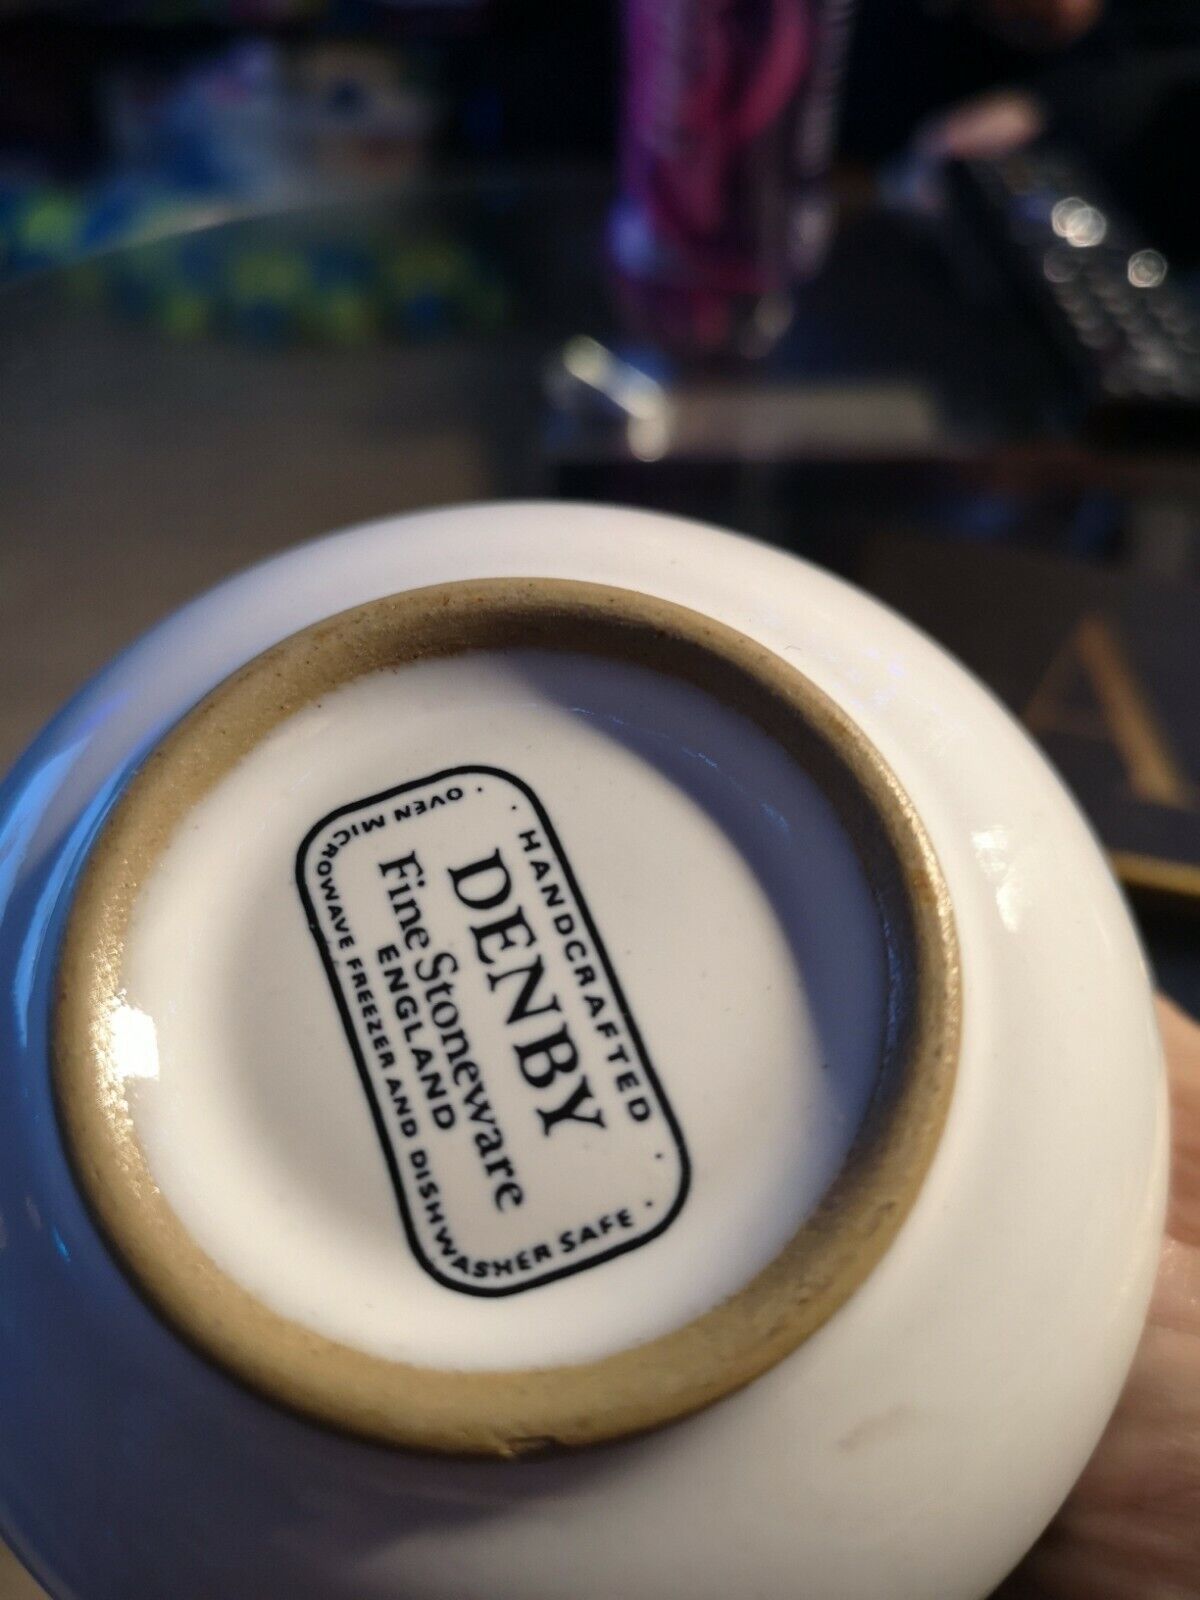 · HANDCRAFTED ·
DENBY
Fine Stoneware
ENGLAND
· OVEN MICROWAVE FREEZER AND DISHWASHER SAFE ·
A